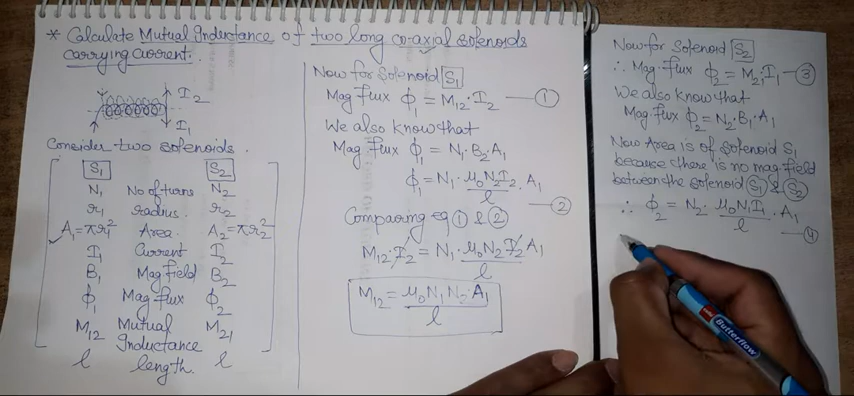 * Calculate Mutual Inductance of two long co-axial solenoids
carrying current.
I2
I1
Consider two solenoids.
S1 S2
N1 No of turns N2
r1 radius. r2
A1=πr1² Area. A2=πr2²
I1 Current I2
B1 Mag field B2
ϕ1 Mag flux ϕ2
M12 Mutual Inductance M21
l length. l
Now for Solenoid S1
Mag flux ϕ1 = M12·I2 —①
We also know that
Mag flux ϕ1 = N1·B2·A1
ϕ1 = N1·μ0N2I2/l·A1 —②
Comparing eq ① & ②
M12·I2 = N1·μ0N2I2/l A1
M12 = μ0N1N2·A1/l
Now for Solenoid S2
∴ Mag. flux ϕ2 = M21I1 —③
We also know that
Mag flux ϕ2 = N2·B1·A1
Now Area is of Solenoid S1
because there is no mag. field
between the solenoid S1 & S2
∴ ϕ2 = N2·μ0N1I1/l·A1 —④
cello Butterflow